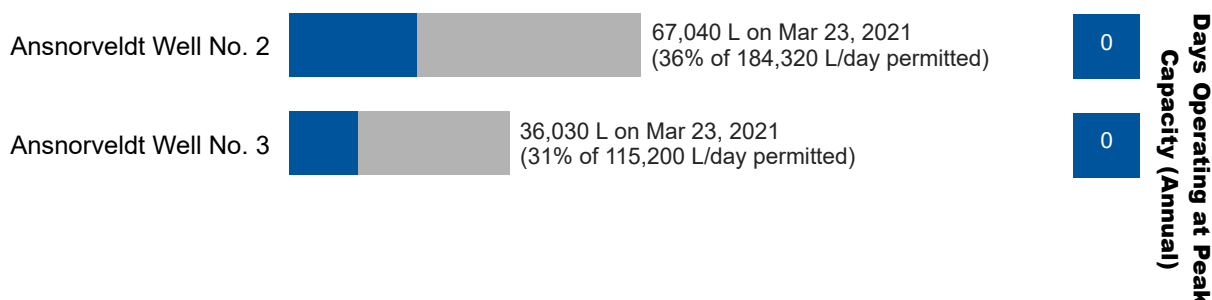 Ansnorveldt Well No. 2
67,040 L on Mar 23, 2021
(36% of 184,320 L/day permitted)
0
Ansnorveldt Well No. 3
36,030 L on Mar 23, 2021
(31% of 115,200 L/day permitted)
0
Days Operating at Peak
Capacity (Annual)